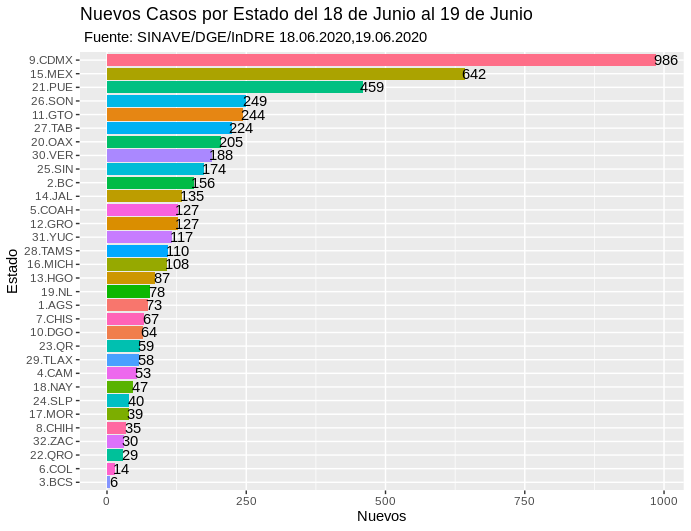 Nuevos Casos por Estado del 18 de Junio al 19 de Junio
Fuente: SINAVE/DGE/InDRE 18.06.2020,19.06.2020
9.CDMX 986
15.MEX 642
21.PUE 459
26.SON 249
11.GTO 244
27.TAB 224
20.OAX 205
30.VER 188
25.SIN 174
2.BC 156
14.JAL 135
5.COAH 127
12.GRO 127
31.YUC 117
28.TAMS 110
16.MICH 108
13.HGO 87
19.NL 78
1.AGS 73
7.CHIS 67
10.DGO 64
23.QR 59
29.TLAX 58
4.CAM 53
18.NAY 47
24.SLP 40
17.MOR 39
8.CHIH 35
32.ZAC 30
22.QRO 29
6.COL 14
3.BCS 6
Estado
0 250 500 750 1000
Nuevos